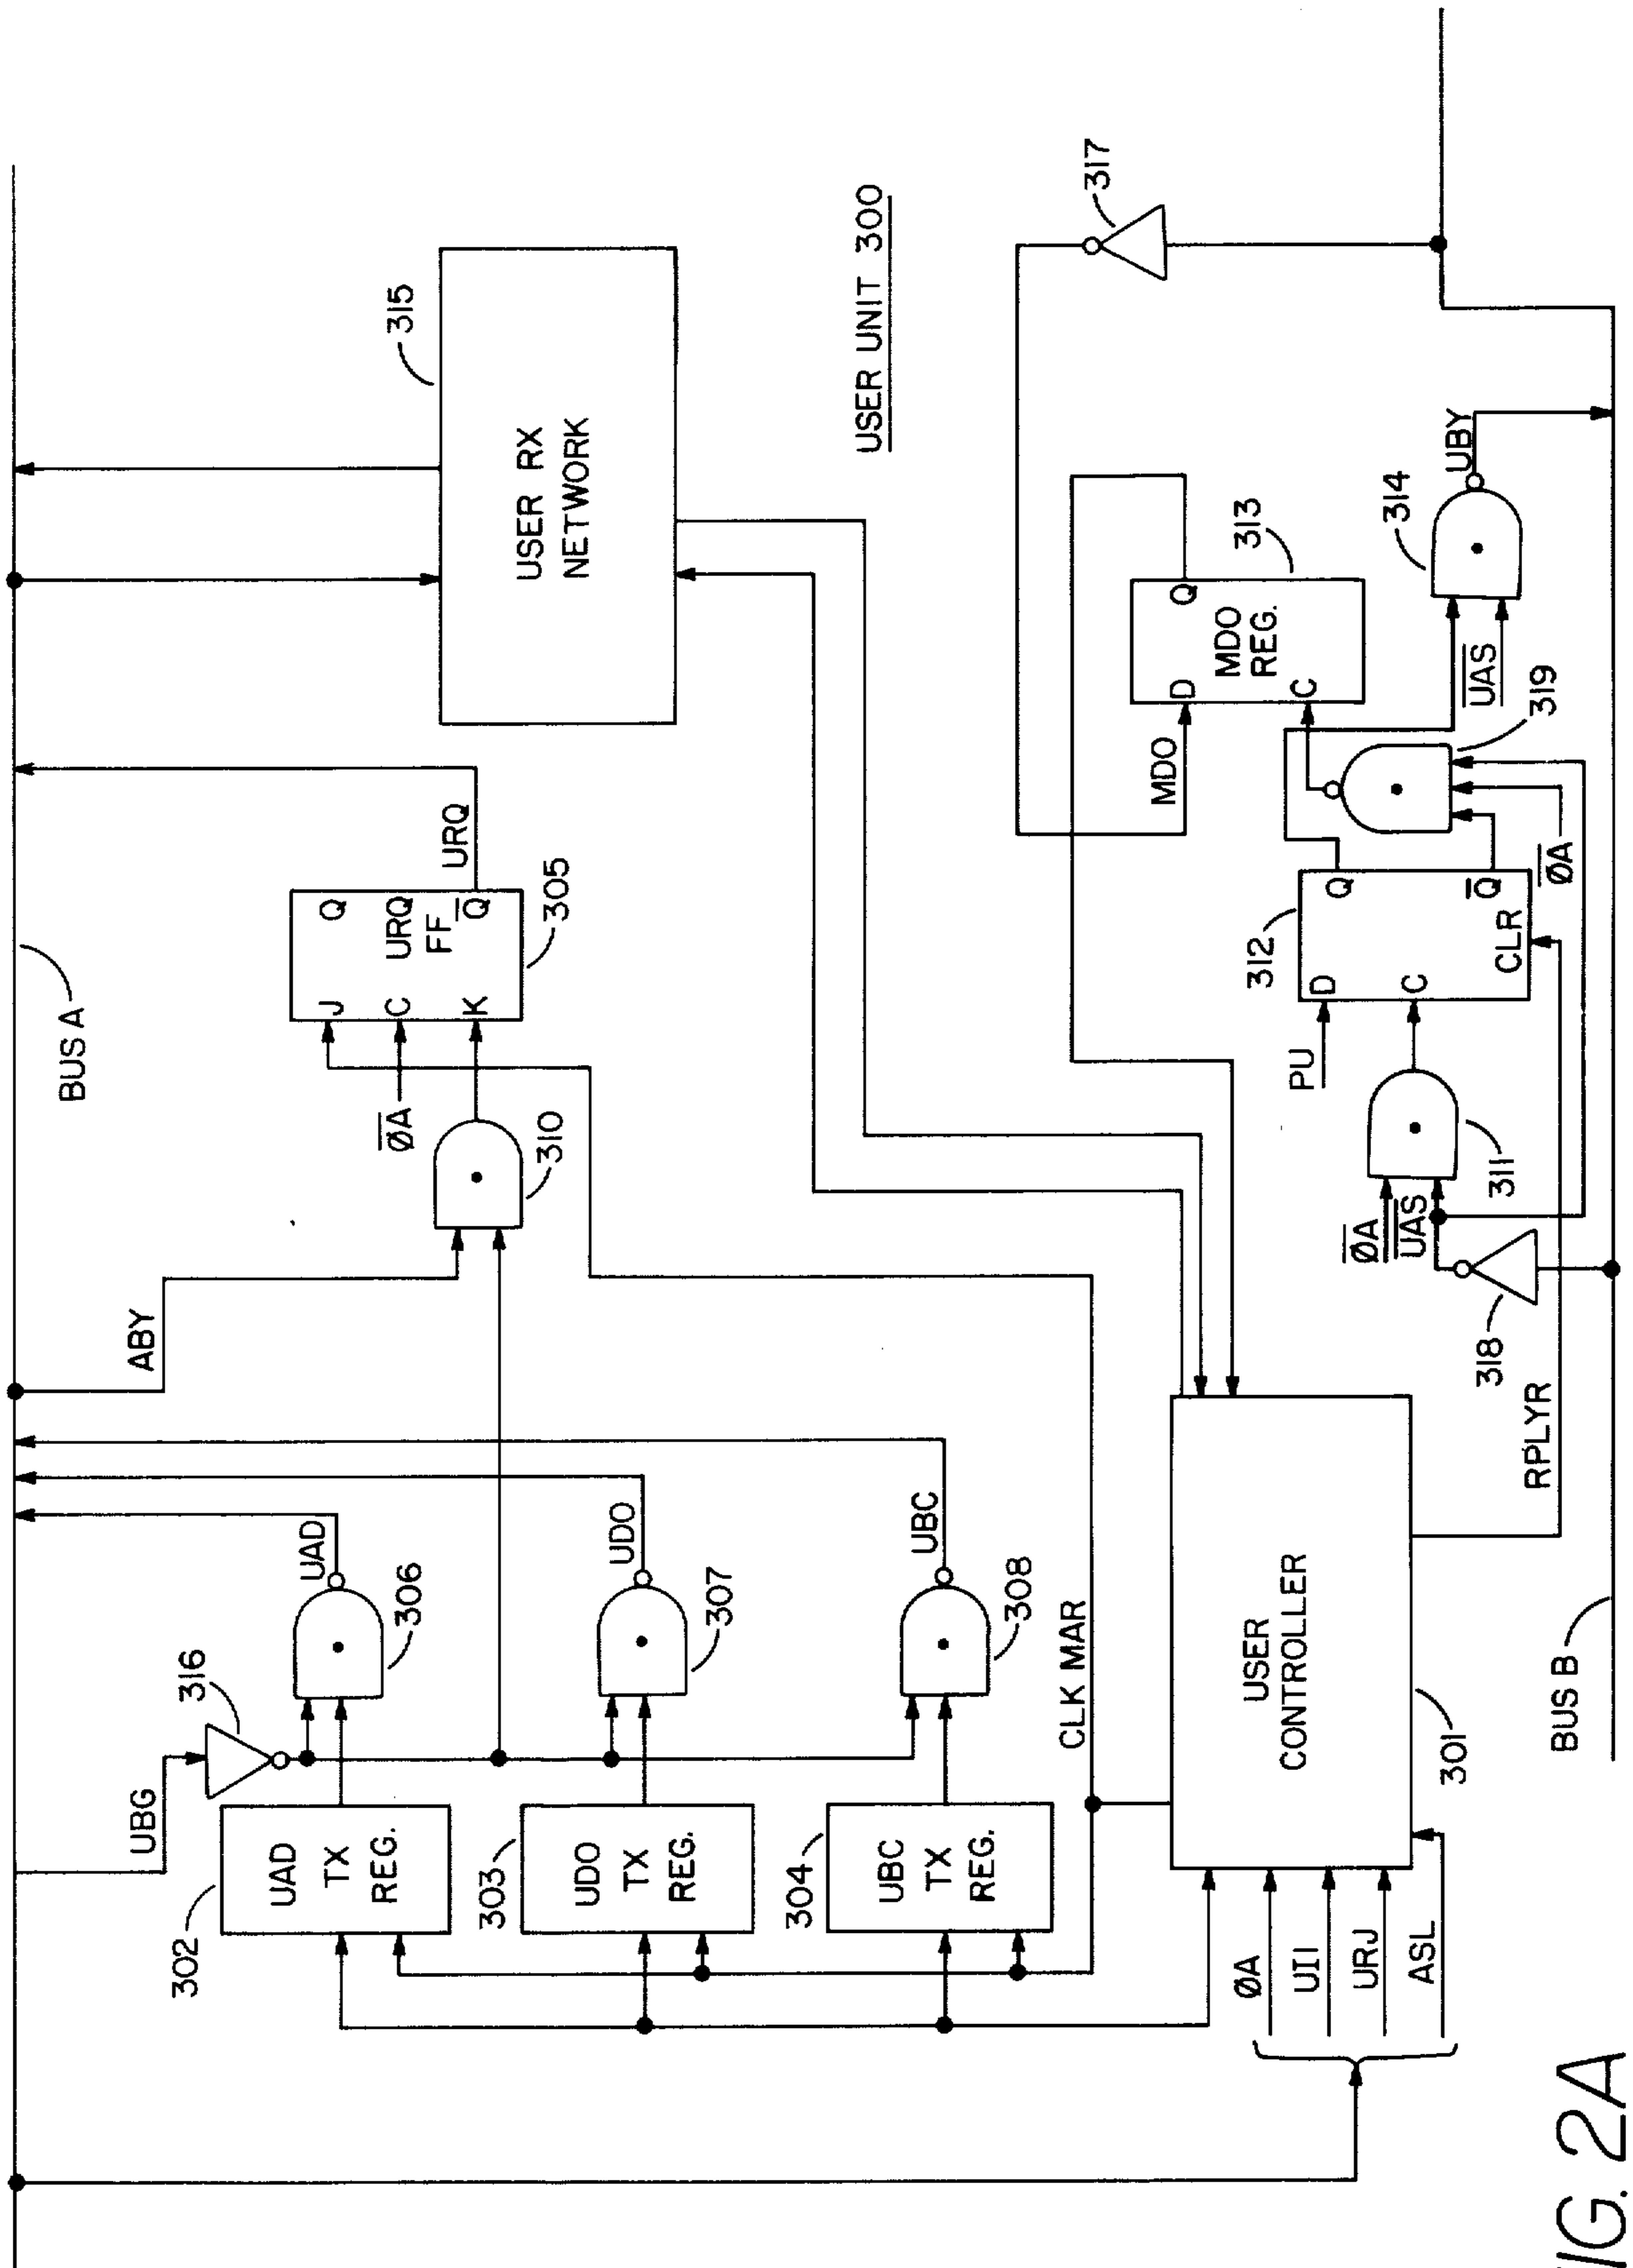 BUS A
UBG
316
302
UAD
TX
REG.
306
UAD
ABY
303
UDO
TX
REG.
307
UDO
304
UBC
TX
REG.
308
UBC
310
ØA
J
C
K
Q
URQ
FF
Q
305
URQ
315
USER RX
NETWORK
USER UNIT 300
CLK MAR
ØA
UII
URJ
ASL
USER
CONTROLLER
301
RPLYR
318
ØA
UAS
311
PU
312
D
C
CLR
Q
Q
ØA
319
MDO
D
C
MDO
REG.
Q
313
UAS
314
UBY
317
BUS B
IG. 2A